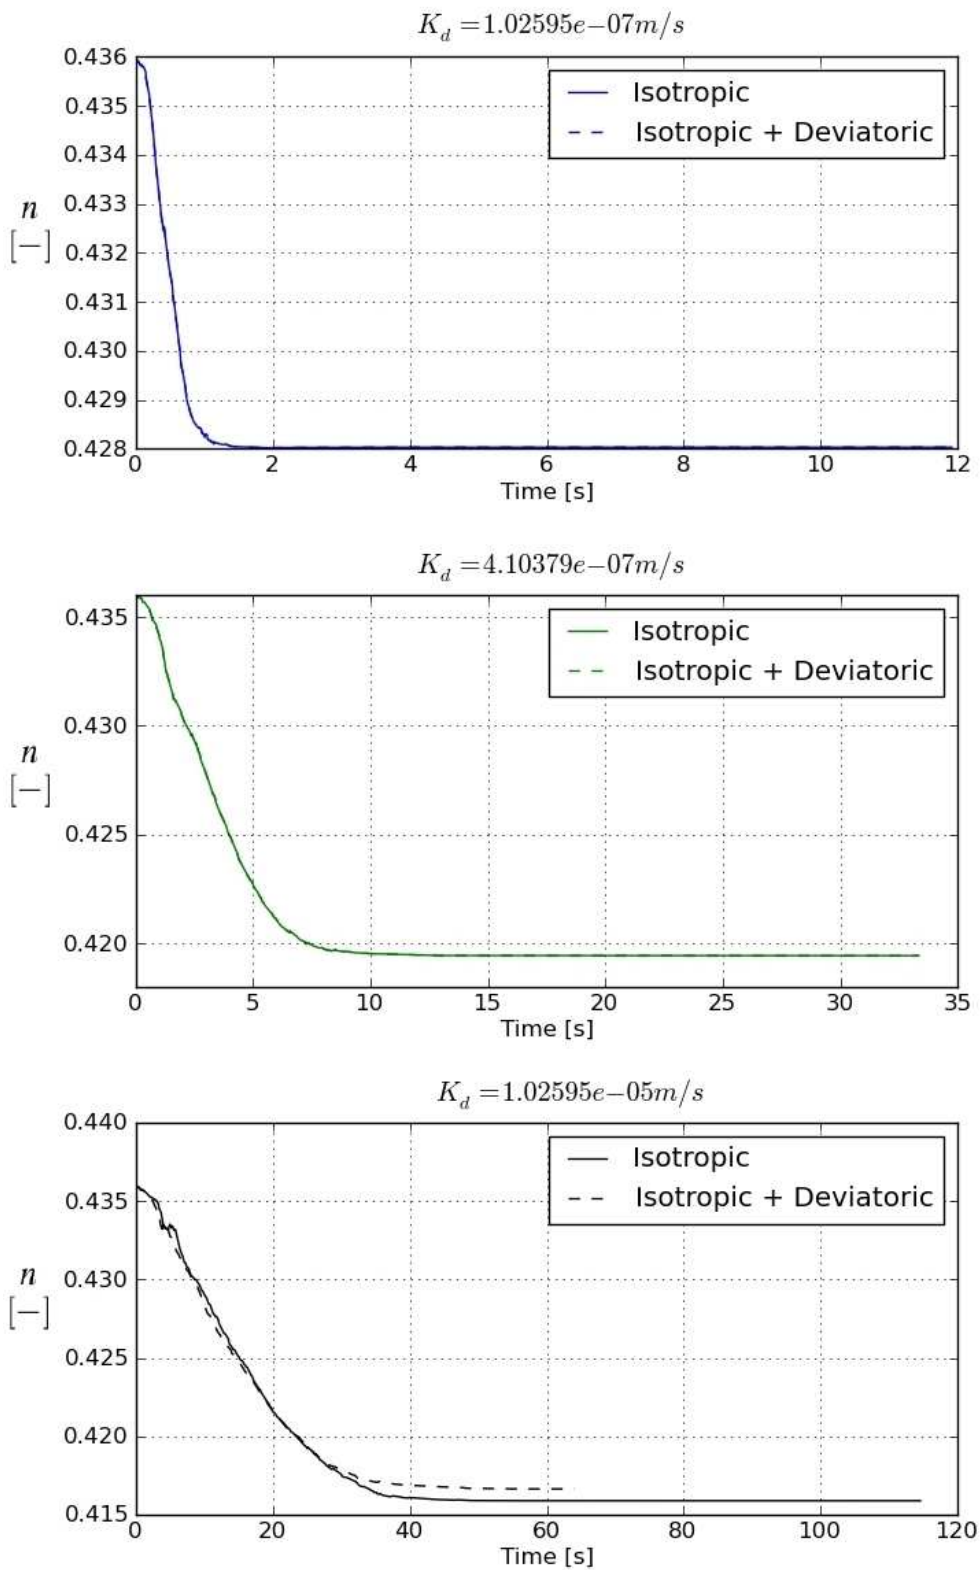 K_d = 1.02595e−07m/s
0.436
0.435
0.434
0.433
0.432
0.431
0.430
0.429
0.428
n
[−]
Isotropic
Isotropic + Deviatoric
0 2 4 6 8 10 12
Time [s]
K_d = 4.10379e−07m/s
0.435
0.430
0.425
0.420
n
[−]
Isotropic
Isotropic + Deviatoric
0 5 10 15 20 25 30 35
Time [s]
K_d = 1.02595e−05m/s
0.440
0.435
0.430
0.425
0.420
0.415
n
[−]
Isotropic
Isotropic + Deviatoric
0 20 40 60 80 100 120
Time [s]